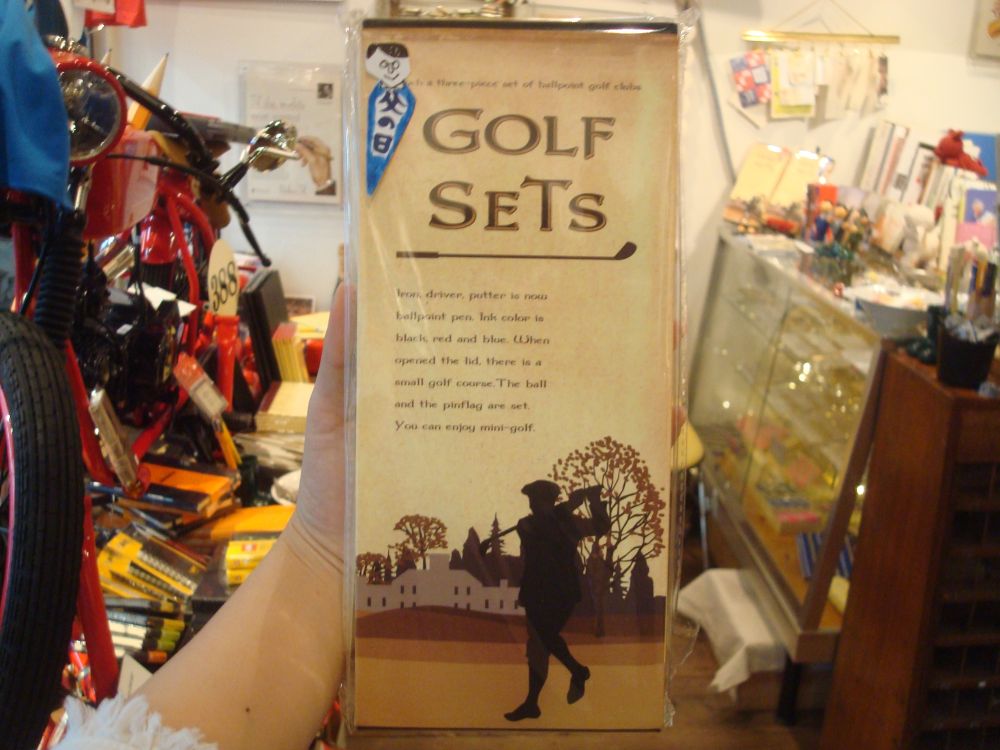 a three-piece set of ballpoint golf clubs
父の日
GOLF
SETS
Iron, driver, putter is now
ballpoint pen. Ink color is
black, red and blue. When
opened the lid, there is a
small golf course.The ball
and the pinflag are set.
You can enjoy mini-golf.
388